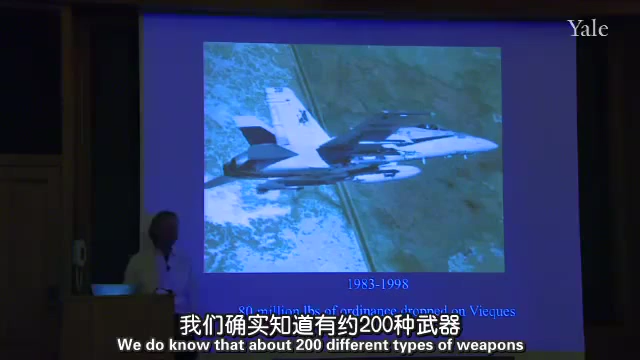 Yale
1983-1998
80 million lbs of ordinance dropped on Vieques
我们确实知道有约200种武器
We do know that about 200 different types of weapons